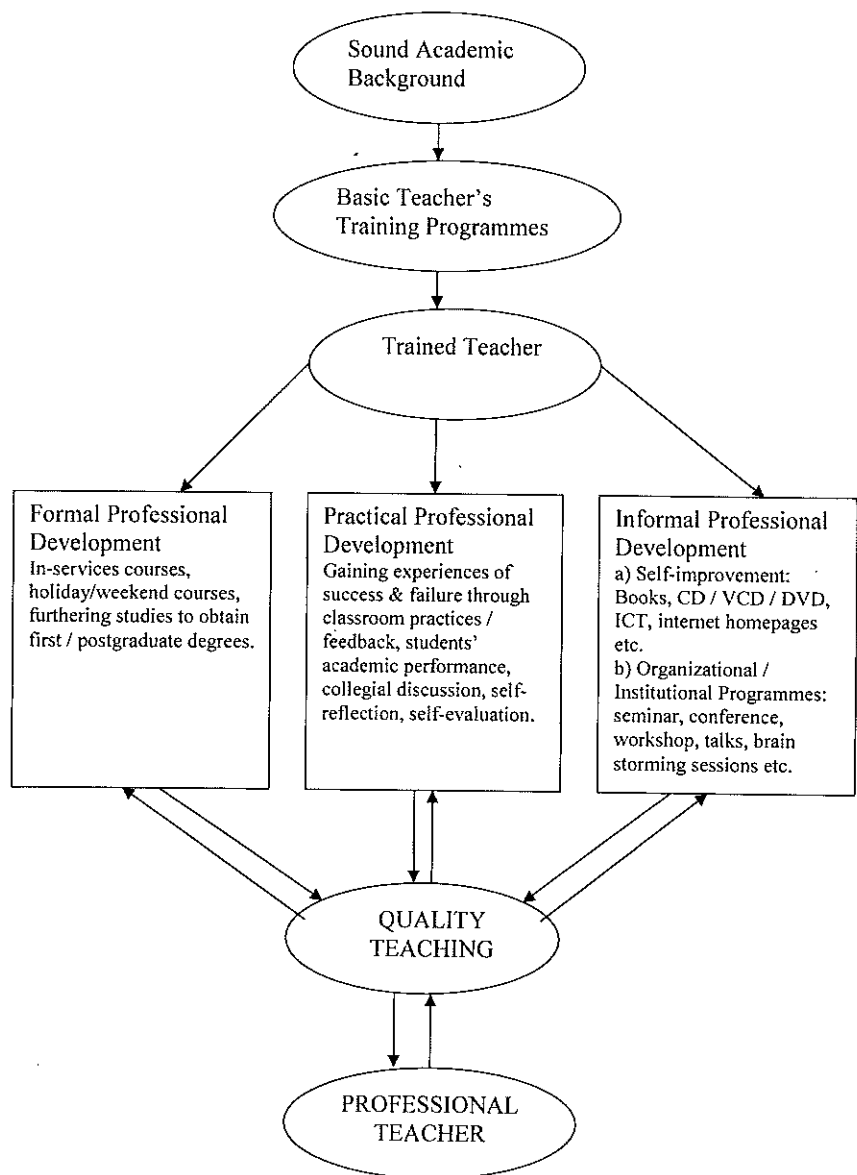 Sound Academic
Background
Basic Teacher's
Training Programmes
Trained Teacher
Formal Professional
Development
In-services courses,
holiday/weekend courses,
furthering studies to obtain
first / postgraduate degrees.
Practical Professional
Development
Gaining experiences of
success & failure through
classroom practices /
feedback, students'
academic performance,
collegial discussion, self-
reflection, self-evaluation.
Informal Professional
Development
a) Self-improvement:
Books, CD / VCD / DVD,
ICT, internet homepages
etc.
b) Organizational /
Institutional Programmes:
seminar, conference,
workshop, talks, brain
storming sessions etc.
QUALITY
TEACHING
PROFESSIONAL
TEACHER